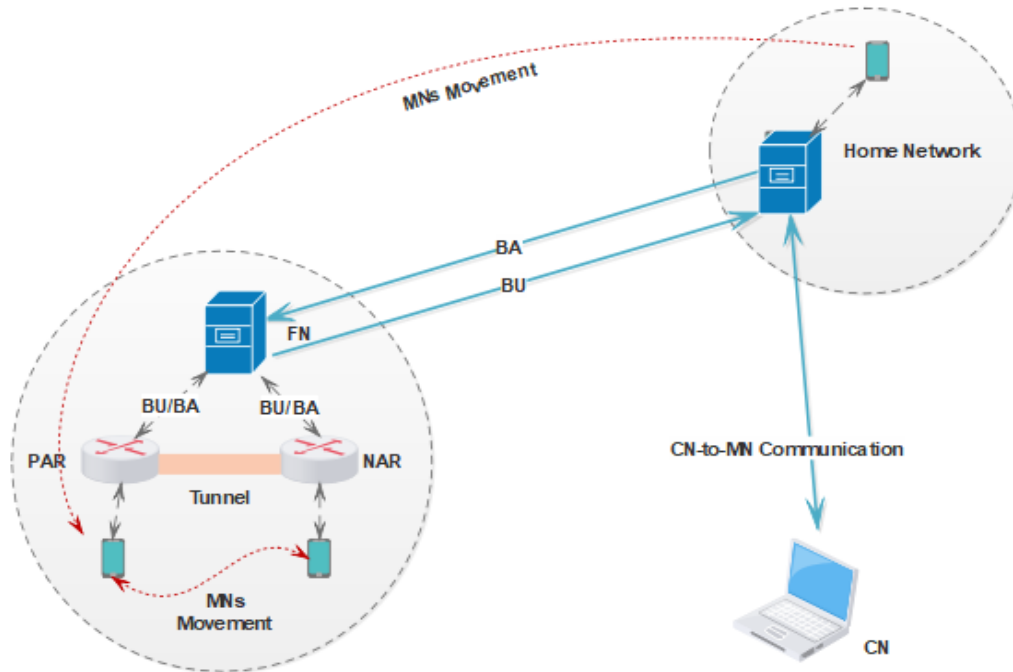 MNs Movement
Home Network
BA
BU
FN
BU/BA
BU/BA
PAR
NAR
Tunnel
CN-to-MN Communication
MNs
Movement
CN